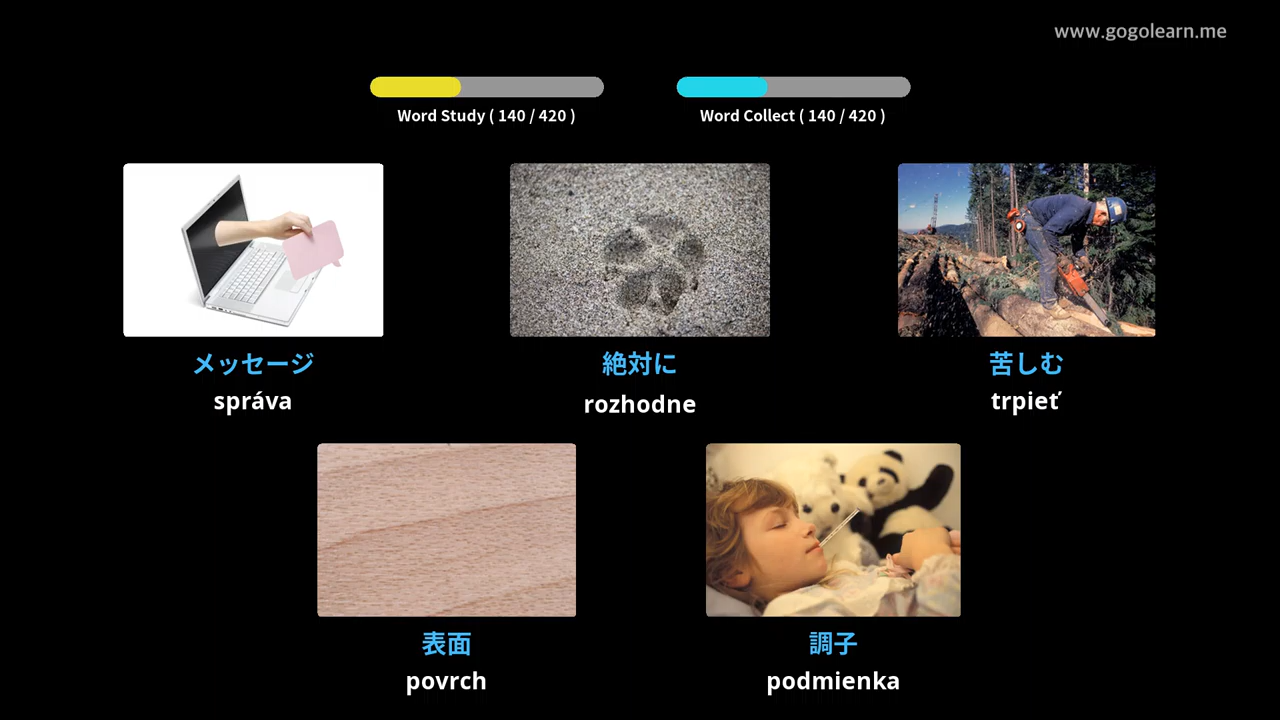 www.gogolearn.me
Word Study ( 140 / 420 )
Word Collect ( 140 / 420 )
メッセージ
správa
絶対に
rozhodne
苦しむ
trpieť
表面
povrch
調子
podmienka